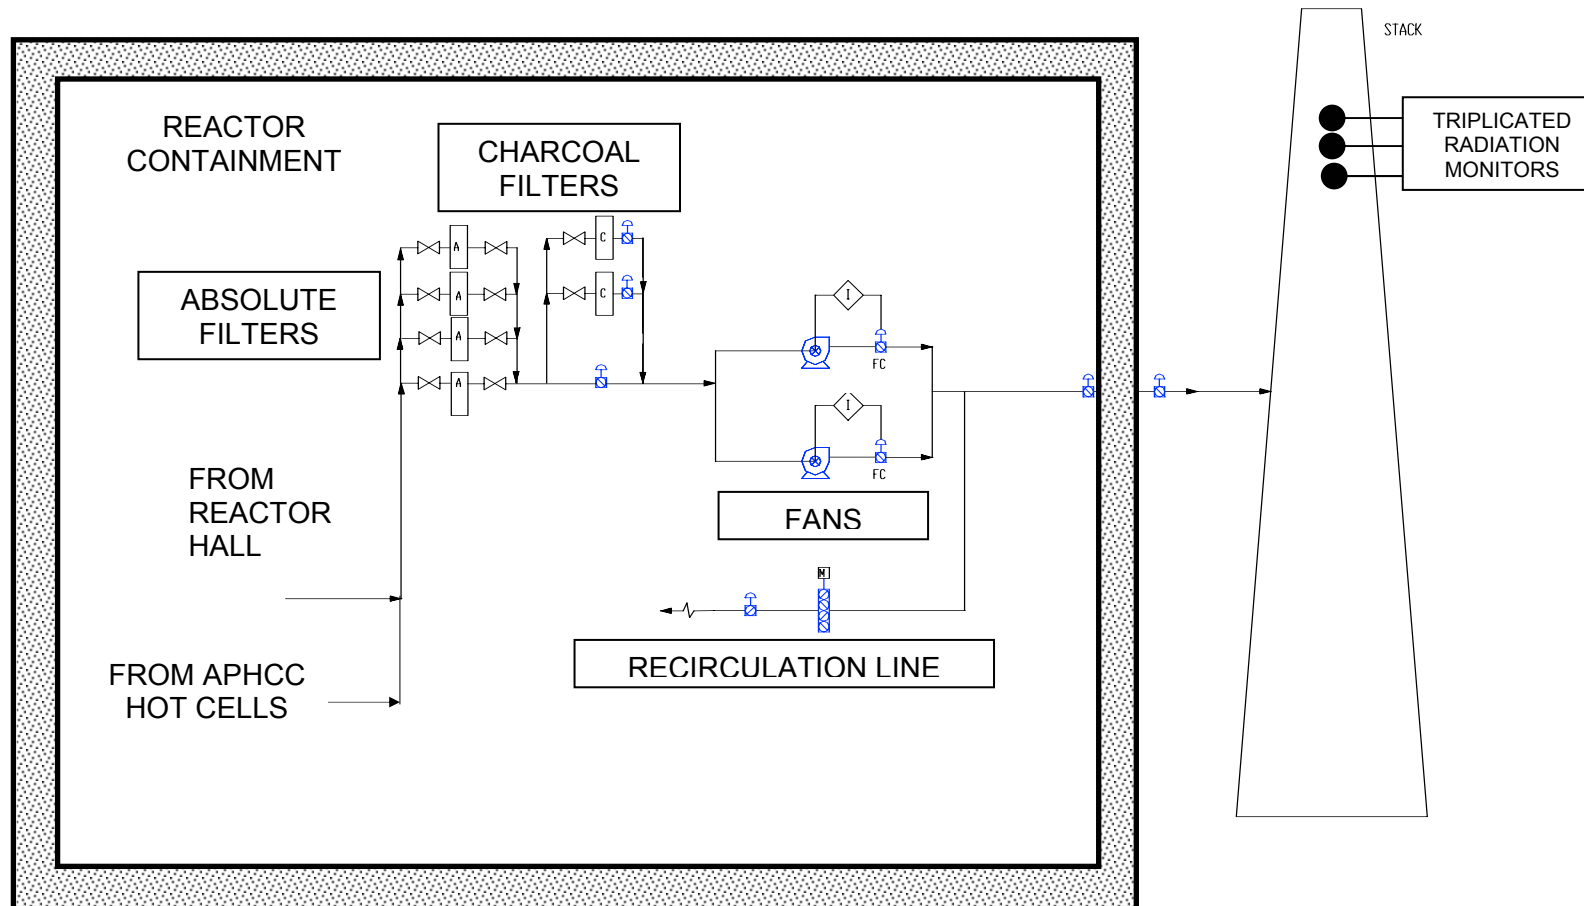 STACK
REACTOR
CONTAINMENT
CHARCOAL
FILTERS
TRIPLICATED
RADIATION
MONITORS
A
A
A
A
C
C
ABSOLUTE
FILTERS
I
FC
I
FC
FROM
REACTOR
HALL
FANS
M
RECIRCULATION LINE
FROM APHCC
HOT CELLS